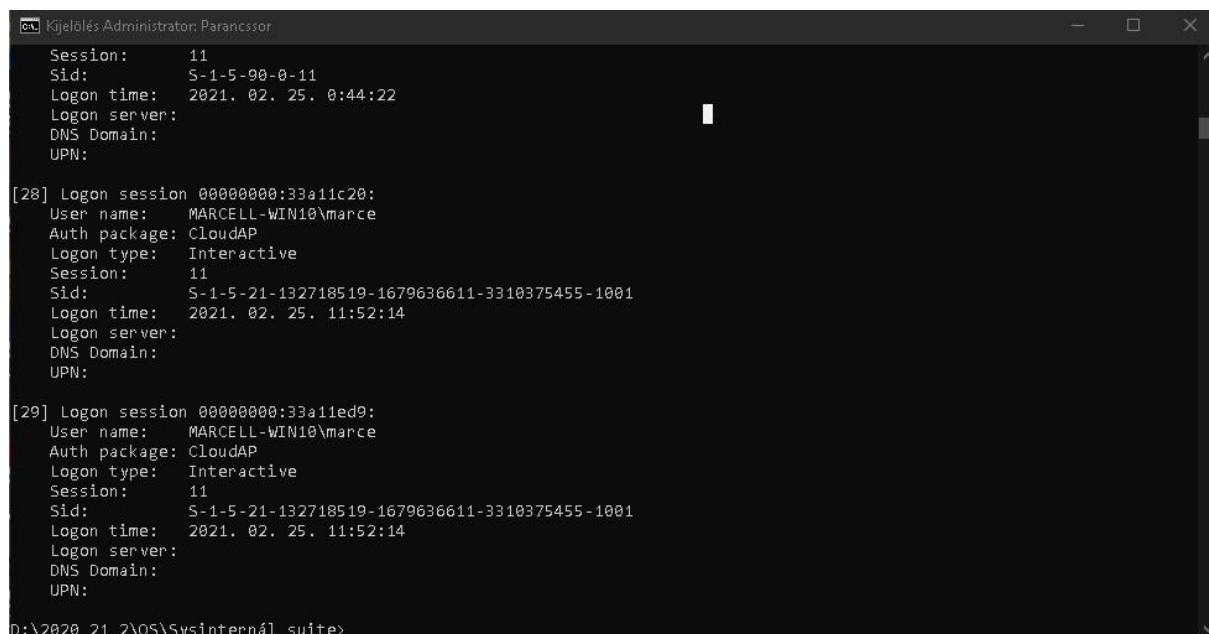 Kijelölés Administrator: Parancssor
Session: 11
Sid: S-1-5-90-0-11
Logon time: 2021. 02. 25. 0:44:22
Logon server:
DNS Domain:
UPN:
[28] Logon session 00000000:33a11c20:
User name: MARCELL-WIN10\marce
Auth package: CloudAP
Logon type: Interactive
Session: 11
Sid: S-1-5-21-132718519-1679636611-3310375455-1001
Logon time: 2021. 02. 25. 11:52:14
Logon server:
DNS Domain:
UPN:
[29] Logon session 00000000:33a11ed9:
User name: MARCELL-WIN10\marce
Auth package: CloudAP
Logon type: Interactive
Session: 11
Sid: S-1-5-21-132718519-1679636611-3310375455-1001
Logon time: 2021. 02. 25. 11:52:14
Logon server:
DNS Domain:
UPN:
D:\2020_21_2\OS\Sysinternál suite>